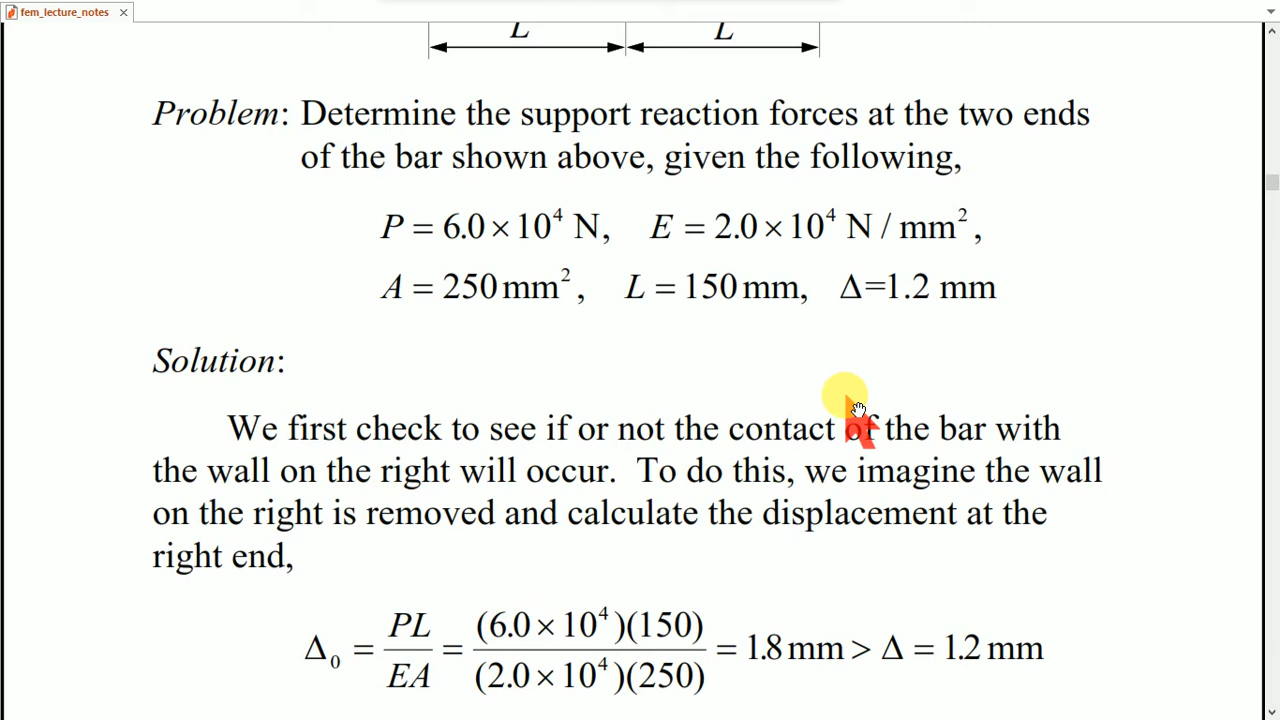 fem_lecture_notes
L L
Problem: Determine the support reaction forces at the two ends
of the bar shown above, given the following,
P = 6.0 × 10⁴ N, E = 2.0 × 10⁴ N / mm²,
A = 250 mm², L = 150 mm, Δ=1.2 mm
Solution:
We first check to see if or not the contact of the bar with
the wall on the right will occur. To do this, we imagine the wall
on the right is removed and calculate the displacement at the
right end,
Δ₀ = PL/EA = (6.0 × 10⁴)(150)/(2.0 × 10⁴)(250) = 1.8 mm > Δ = 1.2 mm